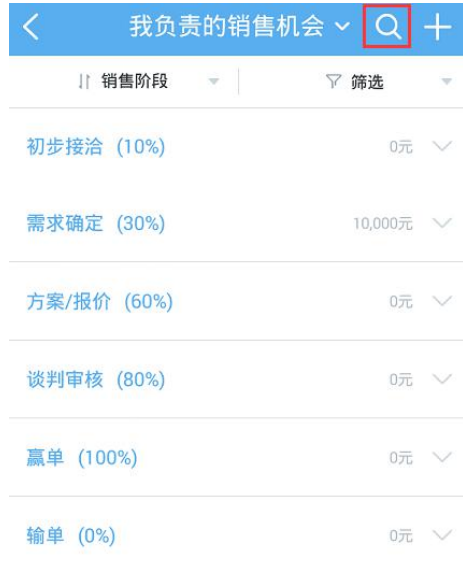 我负责的销售机会
销售阶段 筛选
初步接洽 (10%) 0元
需求确定 (30%) 10,000元
方案/报价 (60%) 0元
谈判审核 (80%) 0元
赢单 (100%) 0元
输单 (0%) 0元